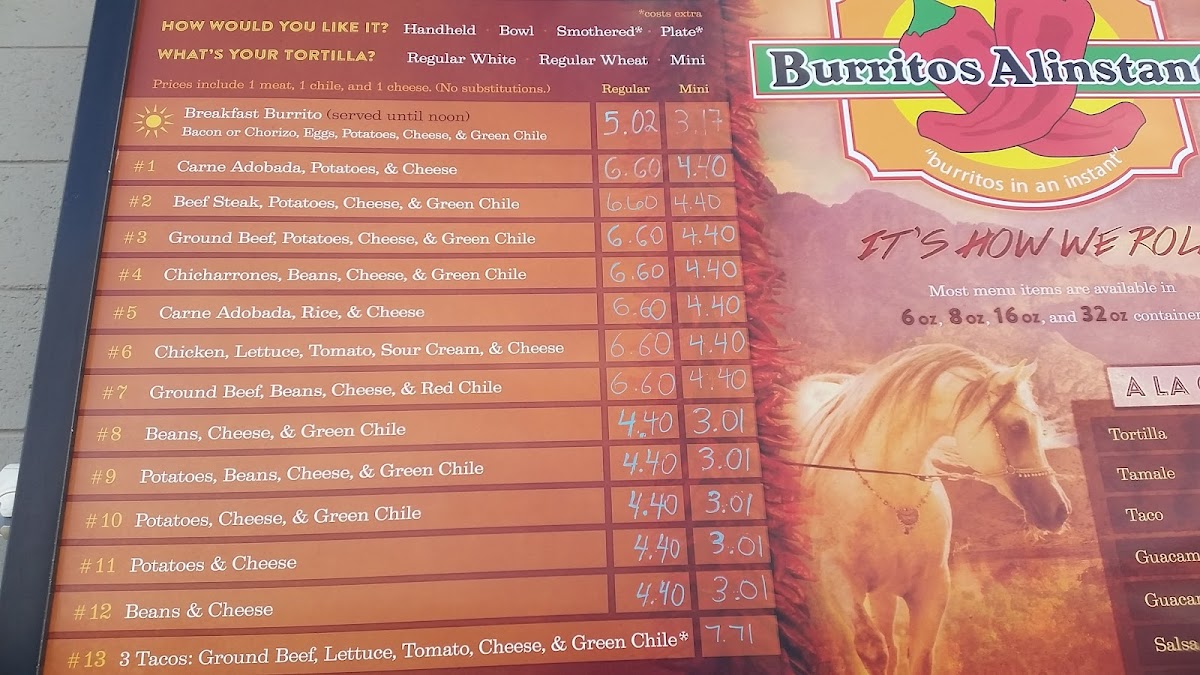 *costs extra
HOW WOULD YOU LIKE IT? Handheld · Bowl · Smothered* · Plate*
WHAT'S YOUR TORTILLA? Regular White · Regular Wheat · Mini
Prices include 1 meat, 1 chile, and 1 cheese. (No substitutions.) Regular Mini
Breakfast Burrito (served until noon) 5.02 3.17
Bacon or Chorizo, Eggs, Potatoes, Cheese, & Green Chile
#1 Carne Adobada, Potatoes, & Cheese 6.60 4.40
#2 Beef Steak, Potatoes, Cheese, & Green Chile 6.60 4.40
#3 Ground Beef, Potatoes, Cheese, & Green Chile 6.60 4.40
#4 Chicharrones, Beans, Cheese, & Green Chile 6.60 4.40
#5 Carne Adobada, Rice, & Cheese 6.60 4.40
#6 Chicken, Lettuce, Tomato, Sour Cream, & Cheese 6.60 4.40
#7 Ground Beef, Beans, Cheese, & Red Chile 6.60 4.40
#8 Beans, Cheese, & Green Chile 4.40 3.01
#9 Potatoes, Beans, Cheese, & Green Chile 4.40 3.01
#10 Potatoes, Cheese, & Green Chile 4.40 3.01
#11 Potatoes & Cheese 4.40 3.01
#12 Beans & Cheese 4.40 3.01
#13 3 Tacos: Ground Beef, Lettuce, Tomato, Cheese, & Green Chile* 7.71
Burritos Alinstant
"burritos in an instant"
IT'S HOW WE ROL
Most menu items are available in
6 oz, 8 oz, 16 oz, and 32 oz container
A LA
Tortilla
Tamale
Taco
Guacam
Guacam
Salsa